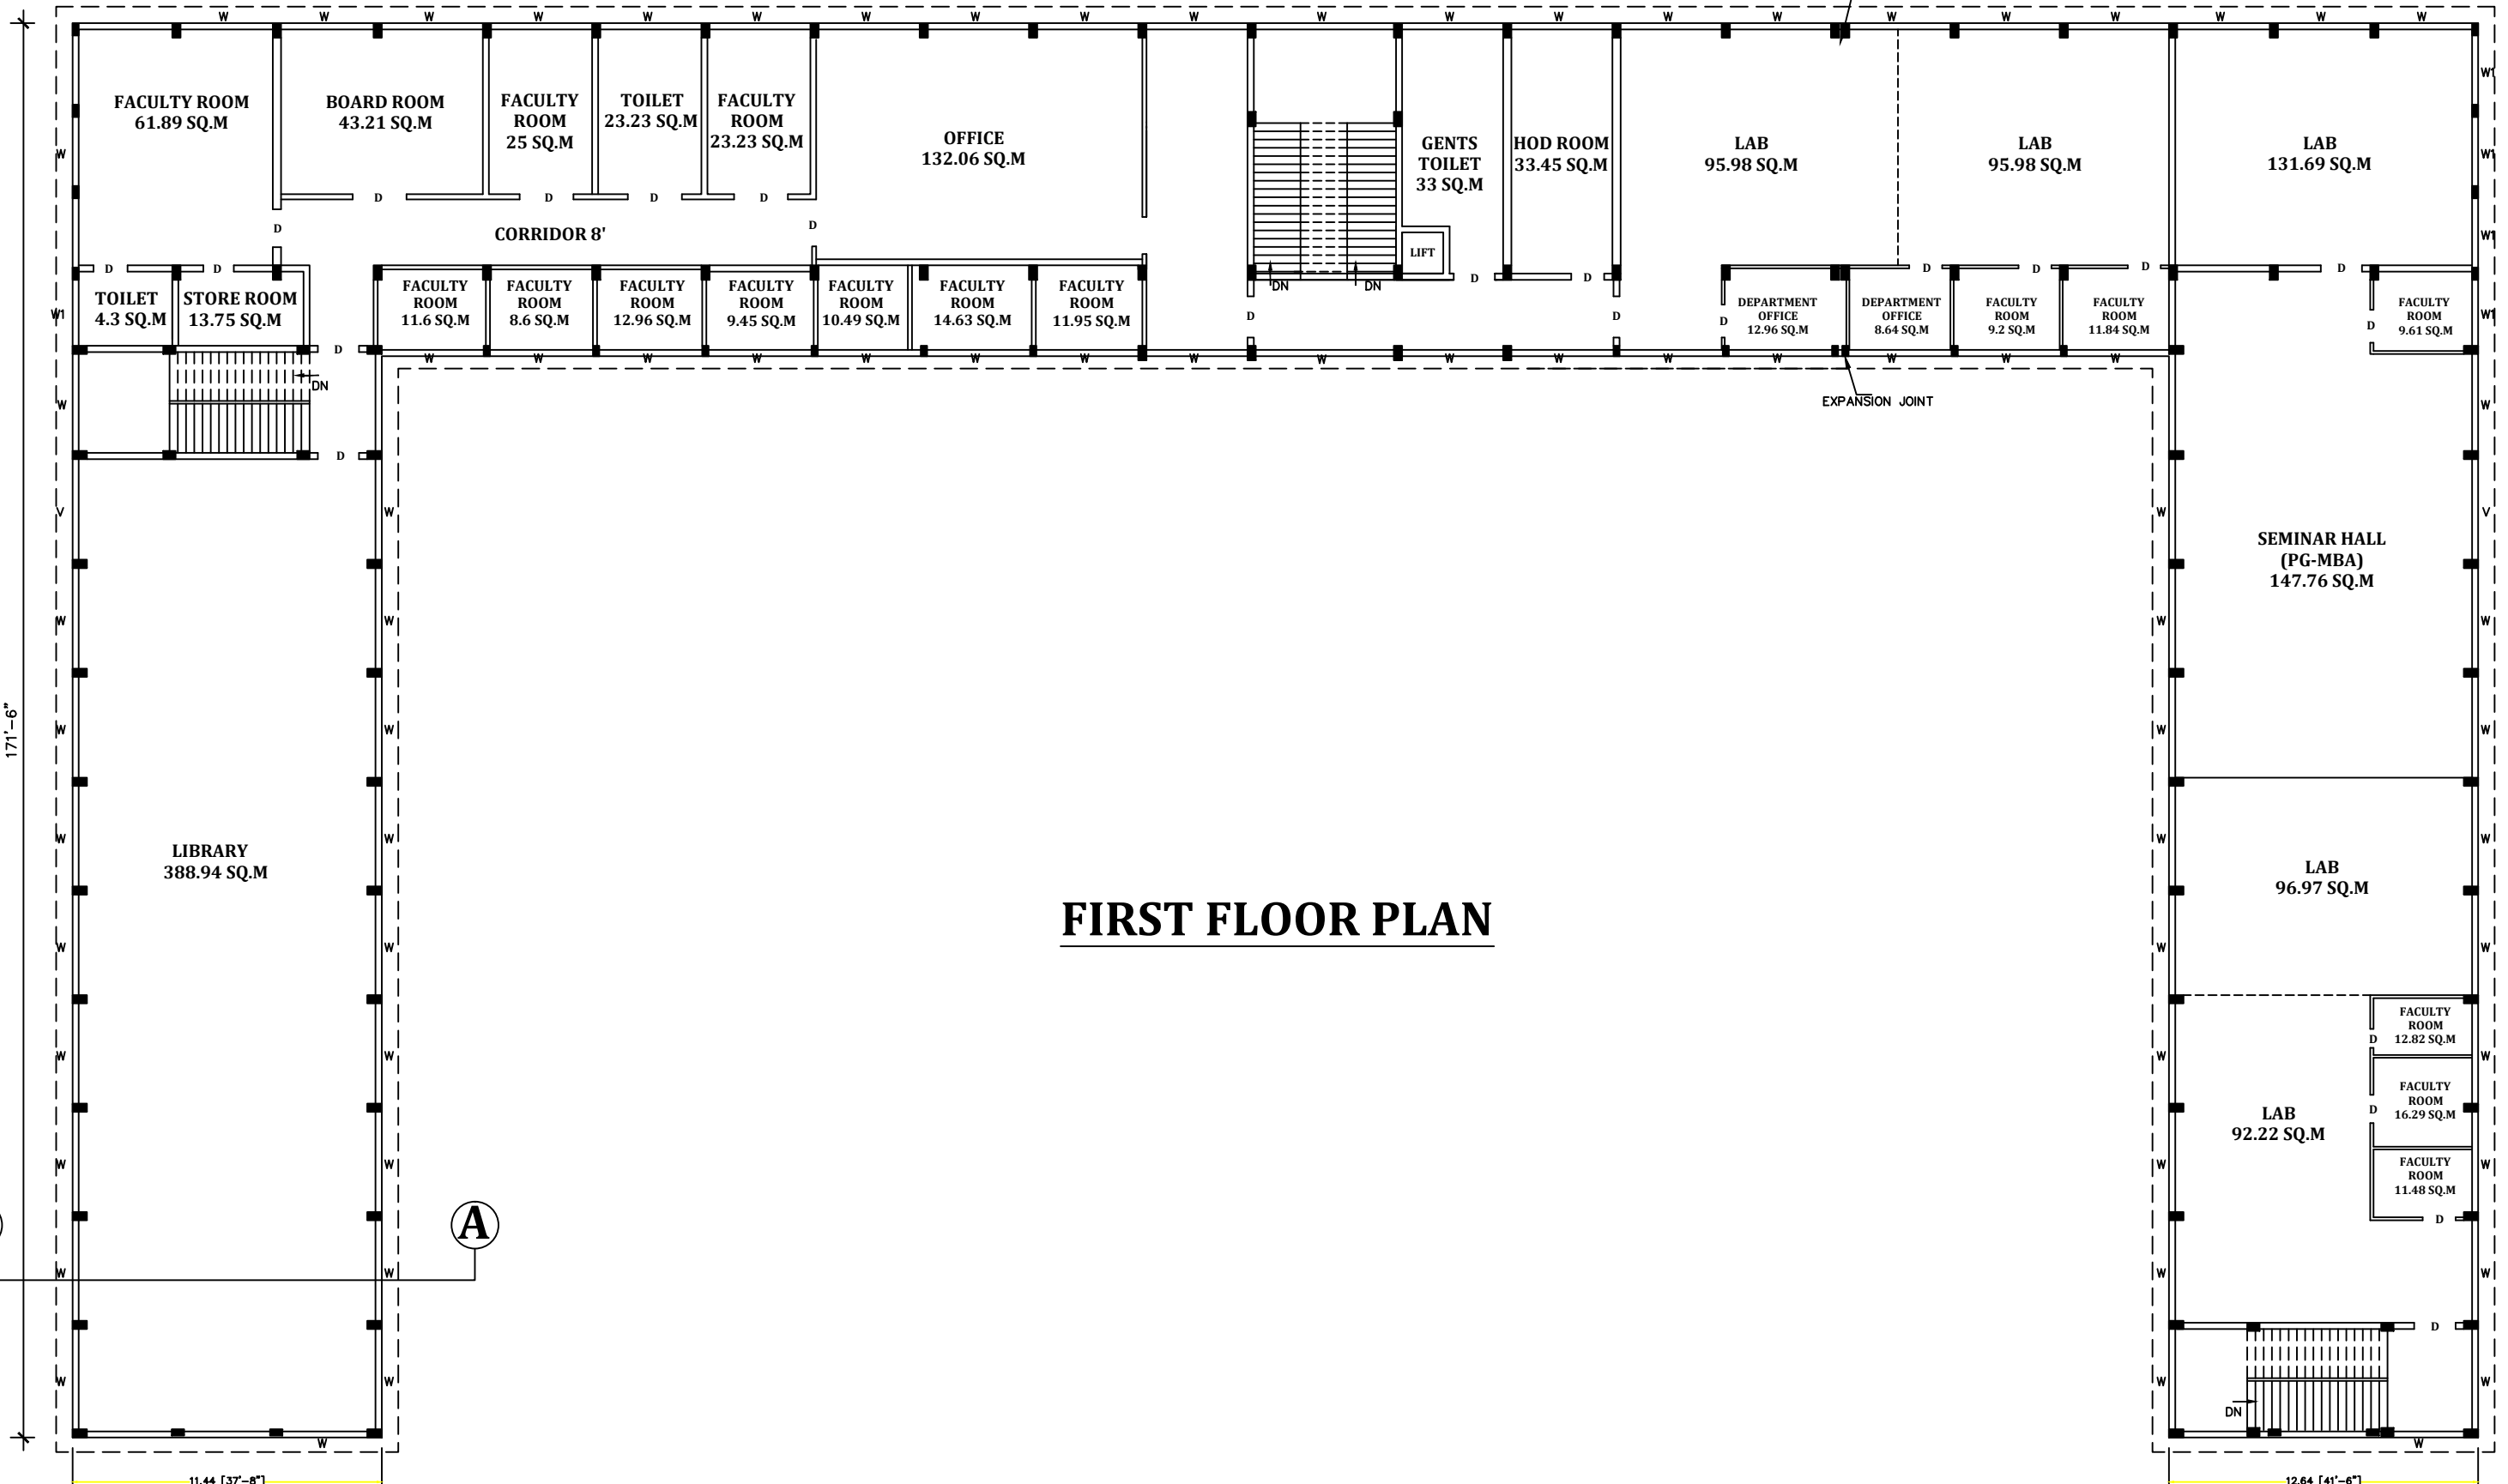 FACULTY ROOM
61.89 SQ.M
BOARD ROOM
43.21 SQ.M
FACULTY
ROOM
25 SQ.M
TOILET
23.23 SQ.M
FACULTY
ROOM
23.23 SQ.M
OFFICE
132.06 SQ.M
GENTS
TOILET
33 SQ.M
HOD ROOM
33.45 SQ.M
LAB
95.98 SQ.M
LAB
95.98 SQ.M
LAB
131.69 SQ.M
CORRIDOR 8'
LIFT
TOILET
4.3 SQ.M
STORE ROOM
13.75 SQ.M
FACULTY
ROOM
11.6 SQ.M
FACULTY
ROOM
8.6 SQ.M
FACULTY
ROOM
12.96 SQ.M
FACULTY
ROOM
9.45 SQ.M
FACULTY
ROOM
10.49 SQ.M
FACULTY
ROOM
14.63 SQ.M
FACULTY
ROOM
11.95 SQ.M
DN
DN
DEPARTMENT
OFFICE
12.96 SQ.M
DEPARTMENT
OFFICE
8.64 SQ.M
FACULTY
ROOM
9.2 SQ.M
FACULTY
ROOM
11.84 SQ.M
FACULTY
ROOM
9.61 SQ.M
DN
EXPANSION JOINT
171'-6"
SEMINAR HALL
(PG-MBA)
147.76 SQ.M
LIBRARY
388.94 SQ.M
LAB
96.97 SQ.M
FIRST FLOOR PLAN
FACULTY
ROOM
12.82 SQ.M
FACULTY
ROOM
16.29 SQ.M
LAB
92.22 SQ.M
FACULTY
ROOM
11.48 SQ.M
A
DN
11.44 [37'-8"]
12.64 [41'-6"]